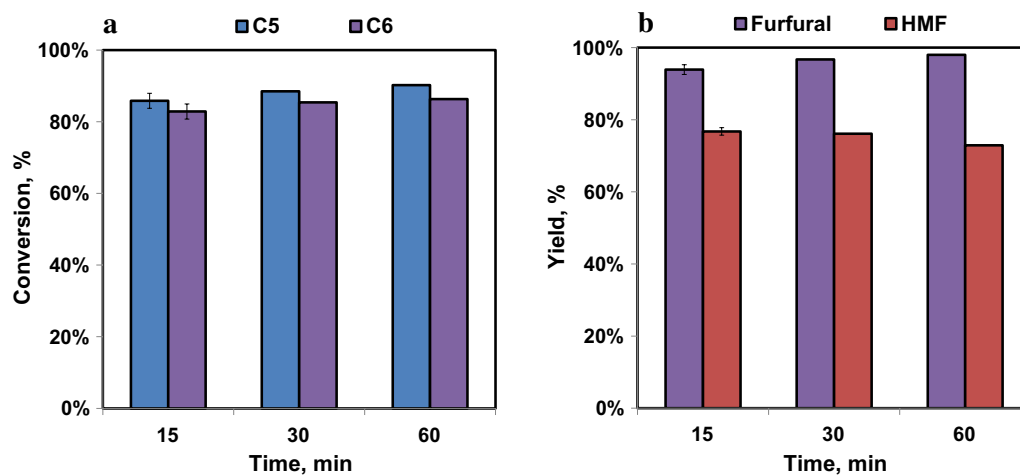 a
C5 C6
100%
80%
60%
40%
20%
0%
Conversion, %
15 30 60
Time, min
b
Furfural HMF
100%
80%
60%
40%
20%
0%
Yield, %
15 30 60
Time, min